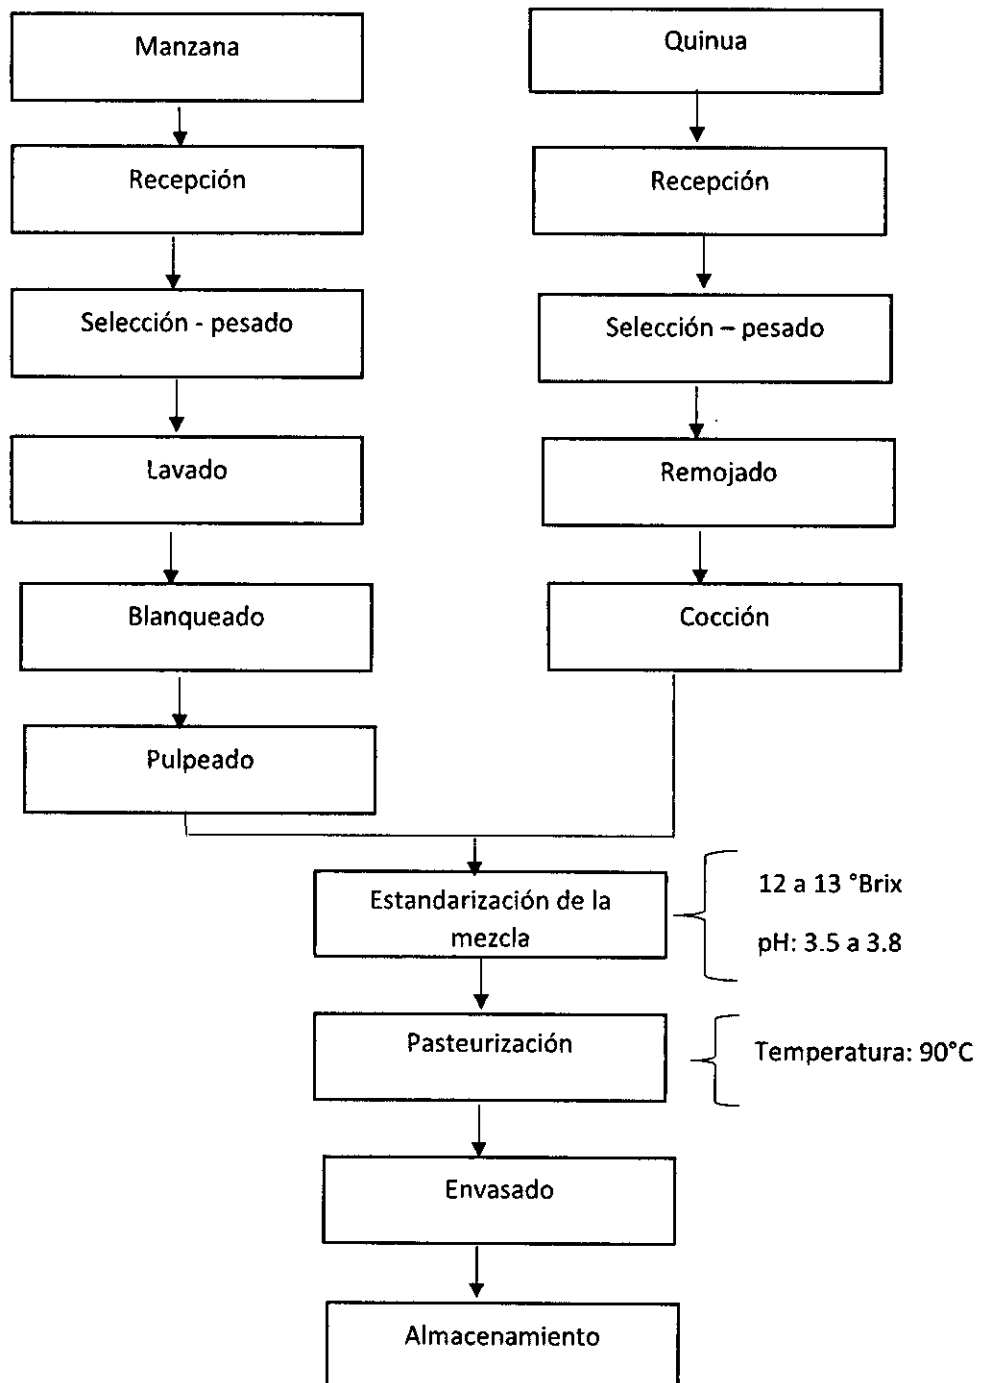 Manzana
Recepción
Selección - pesado
Lavado
Blanqueado
Pulpeado
Quinua
Recepción
Selección – pesado
Remojado
Cocción
Estandarización de la
mezcla
12 a 13 °Brix
pH: 3.5 a 3.8
Pasteurización
Temperatura: 90°C
Envasado
Almacenamiento